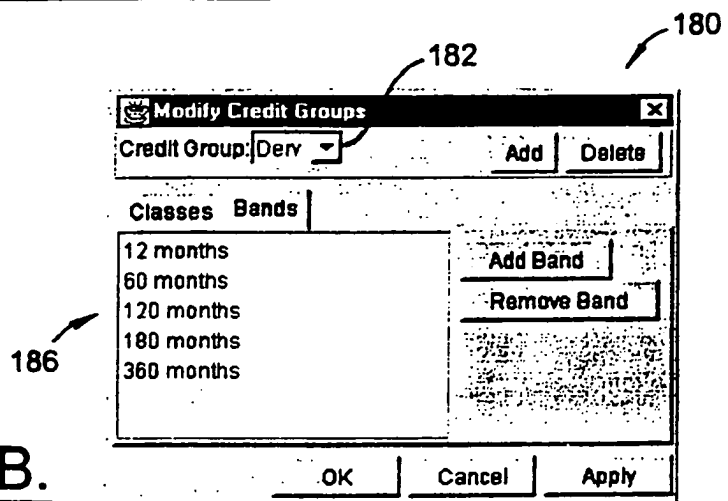 180
182
Modify Credit Groups
Credit Group: Derv Add Delete
Classes Bands
12 months
60 months
120 months
180 months
360 months
Add Band
Remove Band
186
B.
OK Cancel Apply